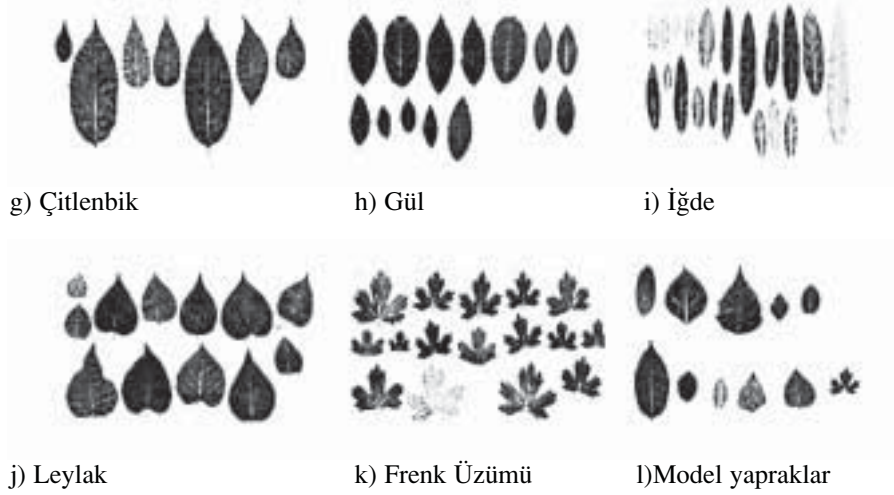 g) Çitlenbik
h) Gül
i) İğde
j) Leylak
k) Frenk Üzümü
l)Model yapraklar